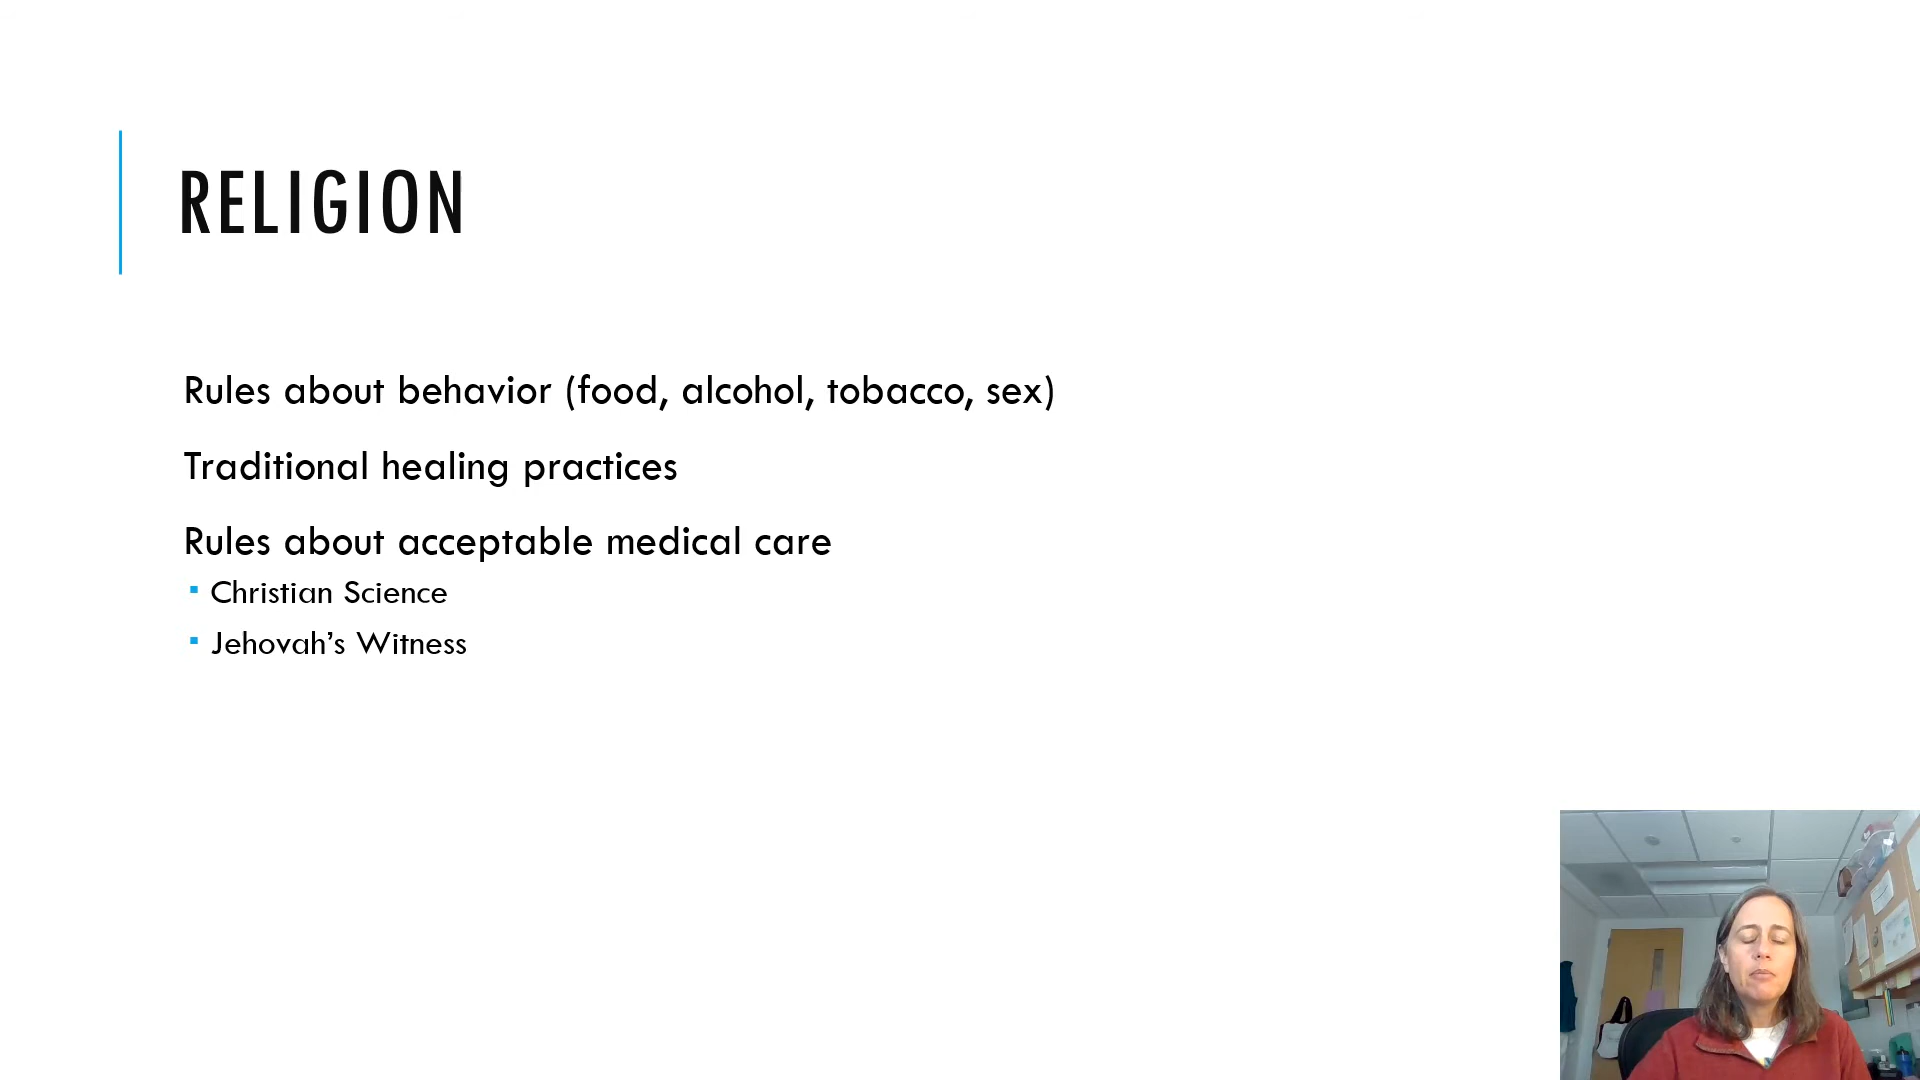 RELIGION
Rules about behavior (food, alcohol, tobacco, sex)
Traditional healing practices
Rules about acceptable medical care
▪ Christian Science
▪ Jehovah’s Witness